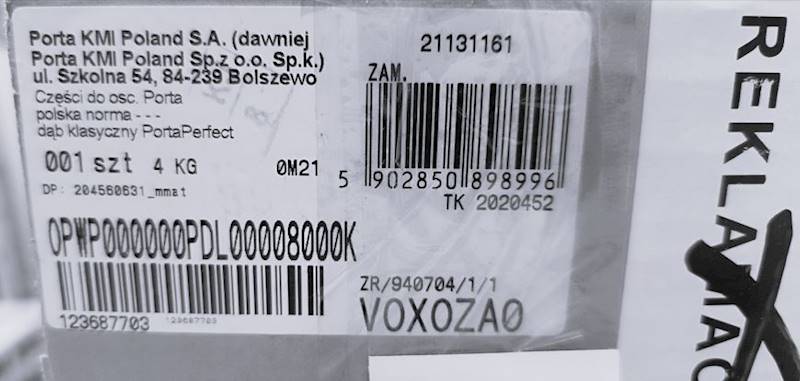 Porta KMI Poland S.A. (dawniej
Porta KMI Poland Sp.z o.o. Sp.k.)
ul. Szkolna 54, 84-239 Bolszewo
Części do osc. Porta
polska norma - - -
dąb klasyczny PortaPerfect
001 szt 4 KG 0M21
DP: 204560631_mmat
OPWP000000PDL00008000K
123687703 123687703
21131161
ZAM.
5 902850 898996
TK 2020452
ZR/940704/1/1
VOXOZA0
REKLAMAC